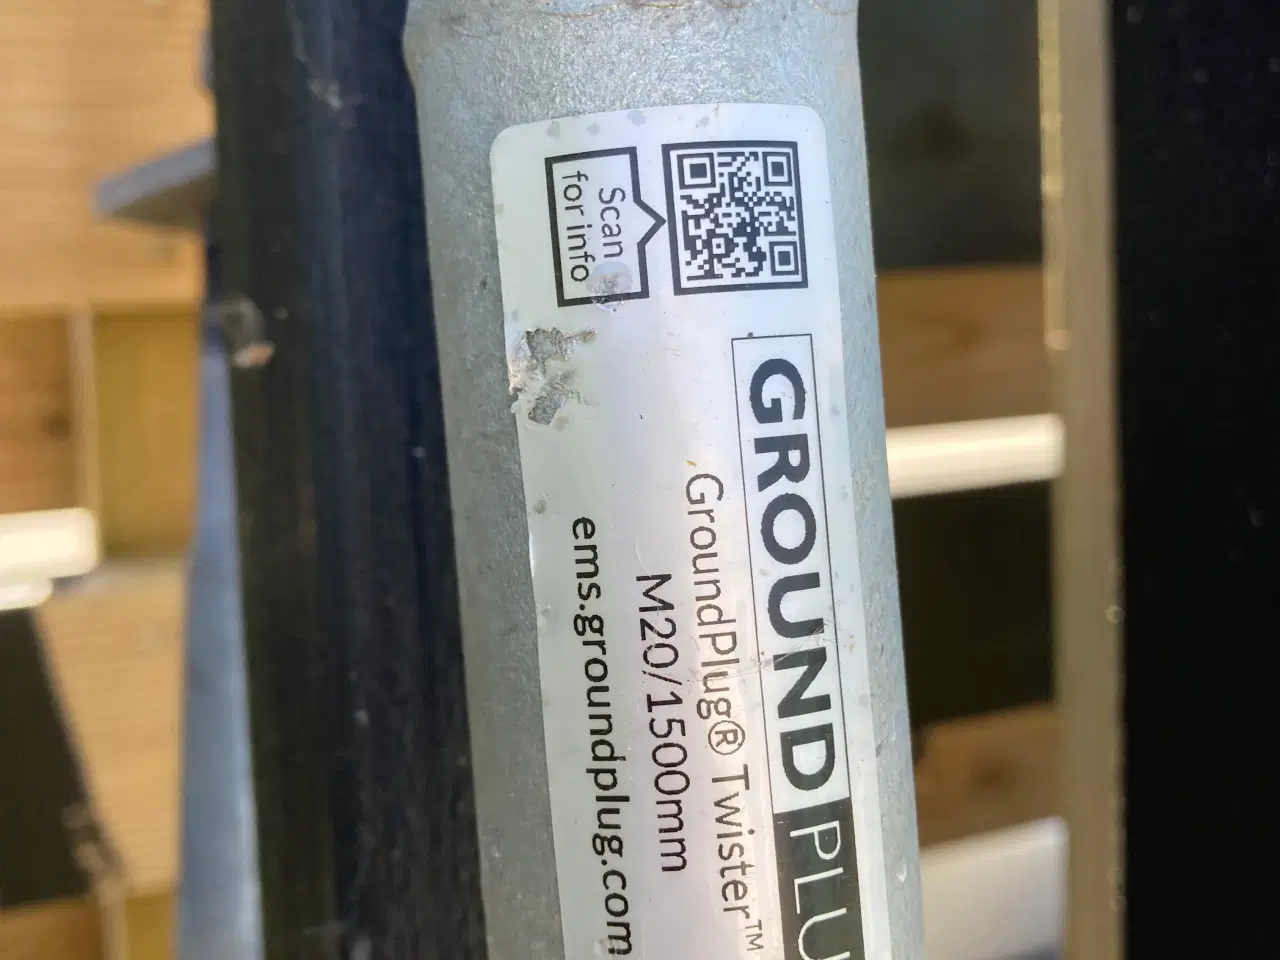 Scan
for info
GROUNDPLU
GroundPlug® Twister™
M20/1500mm
ems.groundplug.com